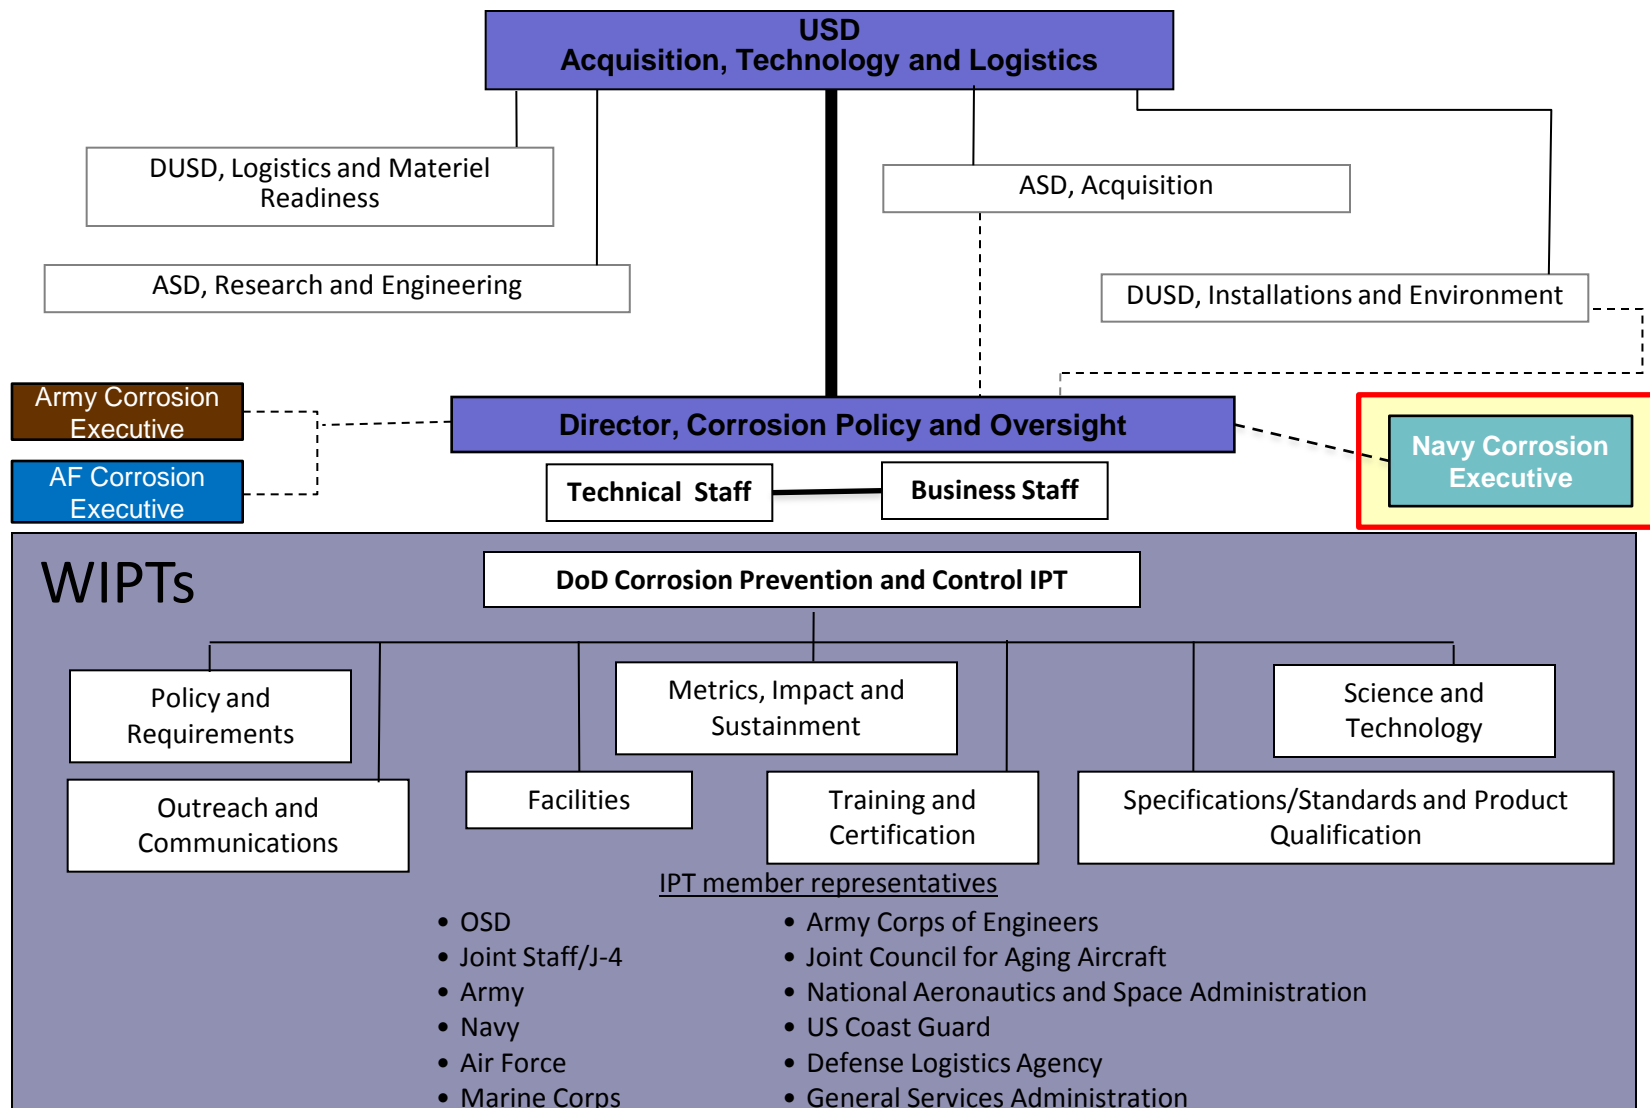 USD
Acquisition, Technology and Logistics
DUSD, Logistics and Materiel
Readiness
ASD, Acquisition
ASD, Research and Engineering
DUSD, Installations and Environment
Army Corrosion
Executive
Director, Corrosion Policy and Oversight
Navy Corrosion
Executive
AF Corrosion
Executive
Technical Staff
Business Staff
WIPTs
DoD Corrosion Prevention and Control IPT
Policy and
Requirements
Metrics, Impact and
Sustainment
Science and
Technology
Outreach and
Communications
Facilities
Training and
Certification
Specifications/Standards and Product
Qualification
IPT member representatives
• OSD
• Joint Staff/J-4
• Army
• Navy
• Air Force
• Marine Corps
• Army Corps of Engineers
• Joint Council for Aging Aircraft
• National Aeronautics and Space Administration
• US Coast Guard
• Defense Logistics Agency
• General Services Administration